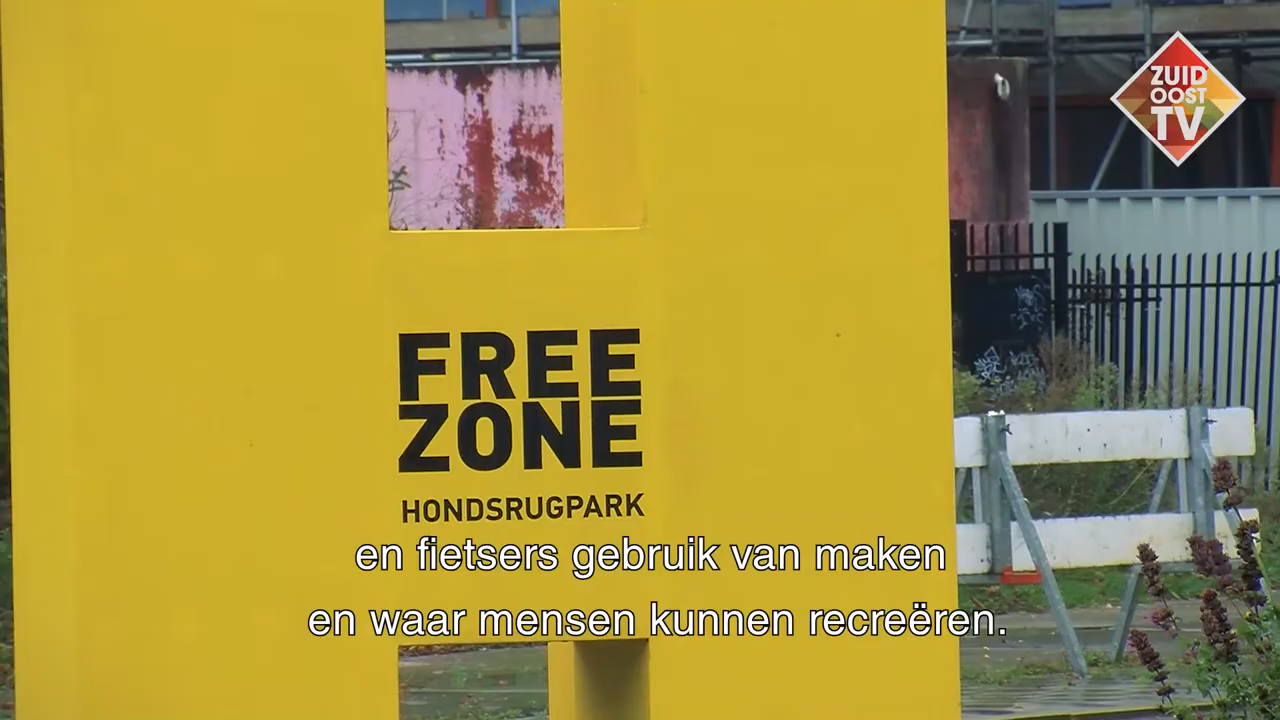 ZUID
OOST
TV
FREE
ZONE
HONDSRUGPARK
en fietsers gebruik van maken
en waar mensen kunnen recreëren.